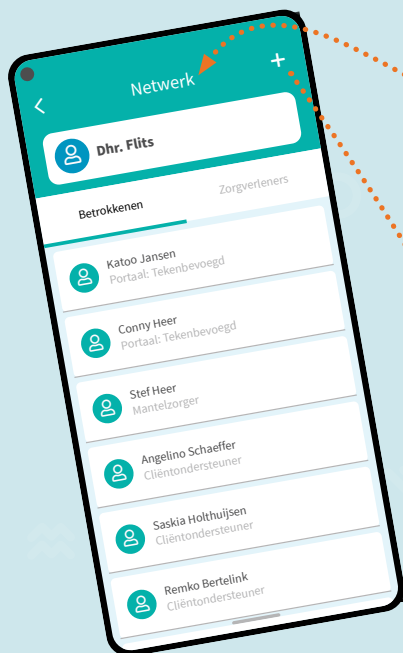 Netwerk
Dhr. Flits
Betrokkenen
Zorgverleners
Katoo Jansen
Portaal: Tekenbevoegd
Conny Heer
Portaal: Tekenbevoegd
Stef Heer
Mantelzorger
Angelino Schaeffer
Cliëntondersteuner
Saskia Holthuijsen
Cliëntondersteuner
Remko Bertelink
Cliëntondersteuner